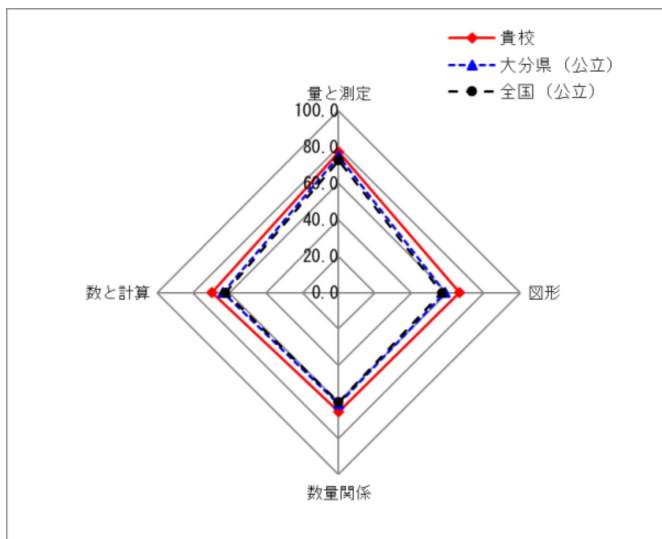 貴校
大分県（公立）
全国（公立）
量と測定
100.0
80.0
60.0
40.0
20.0
0.0
数と計算
図形
数量関係